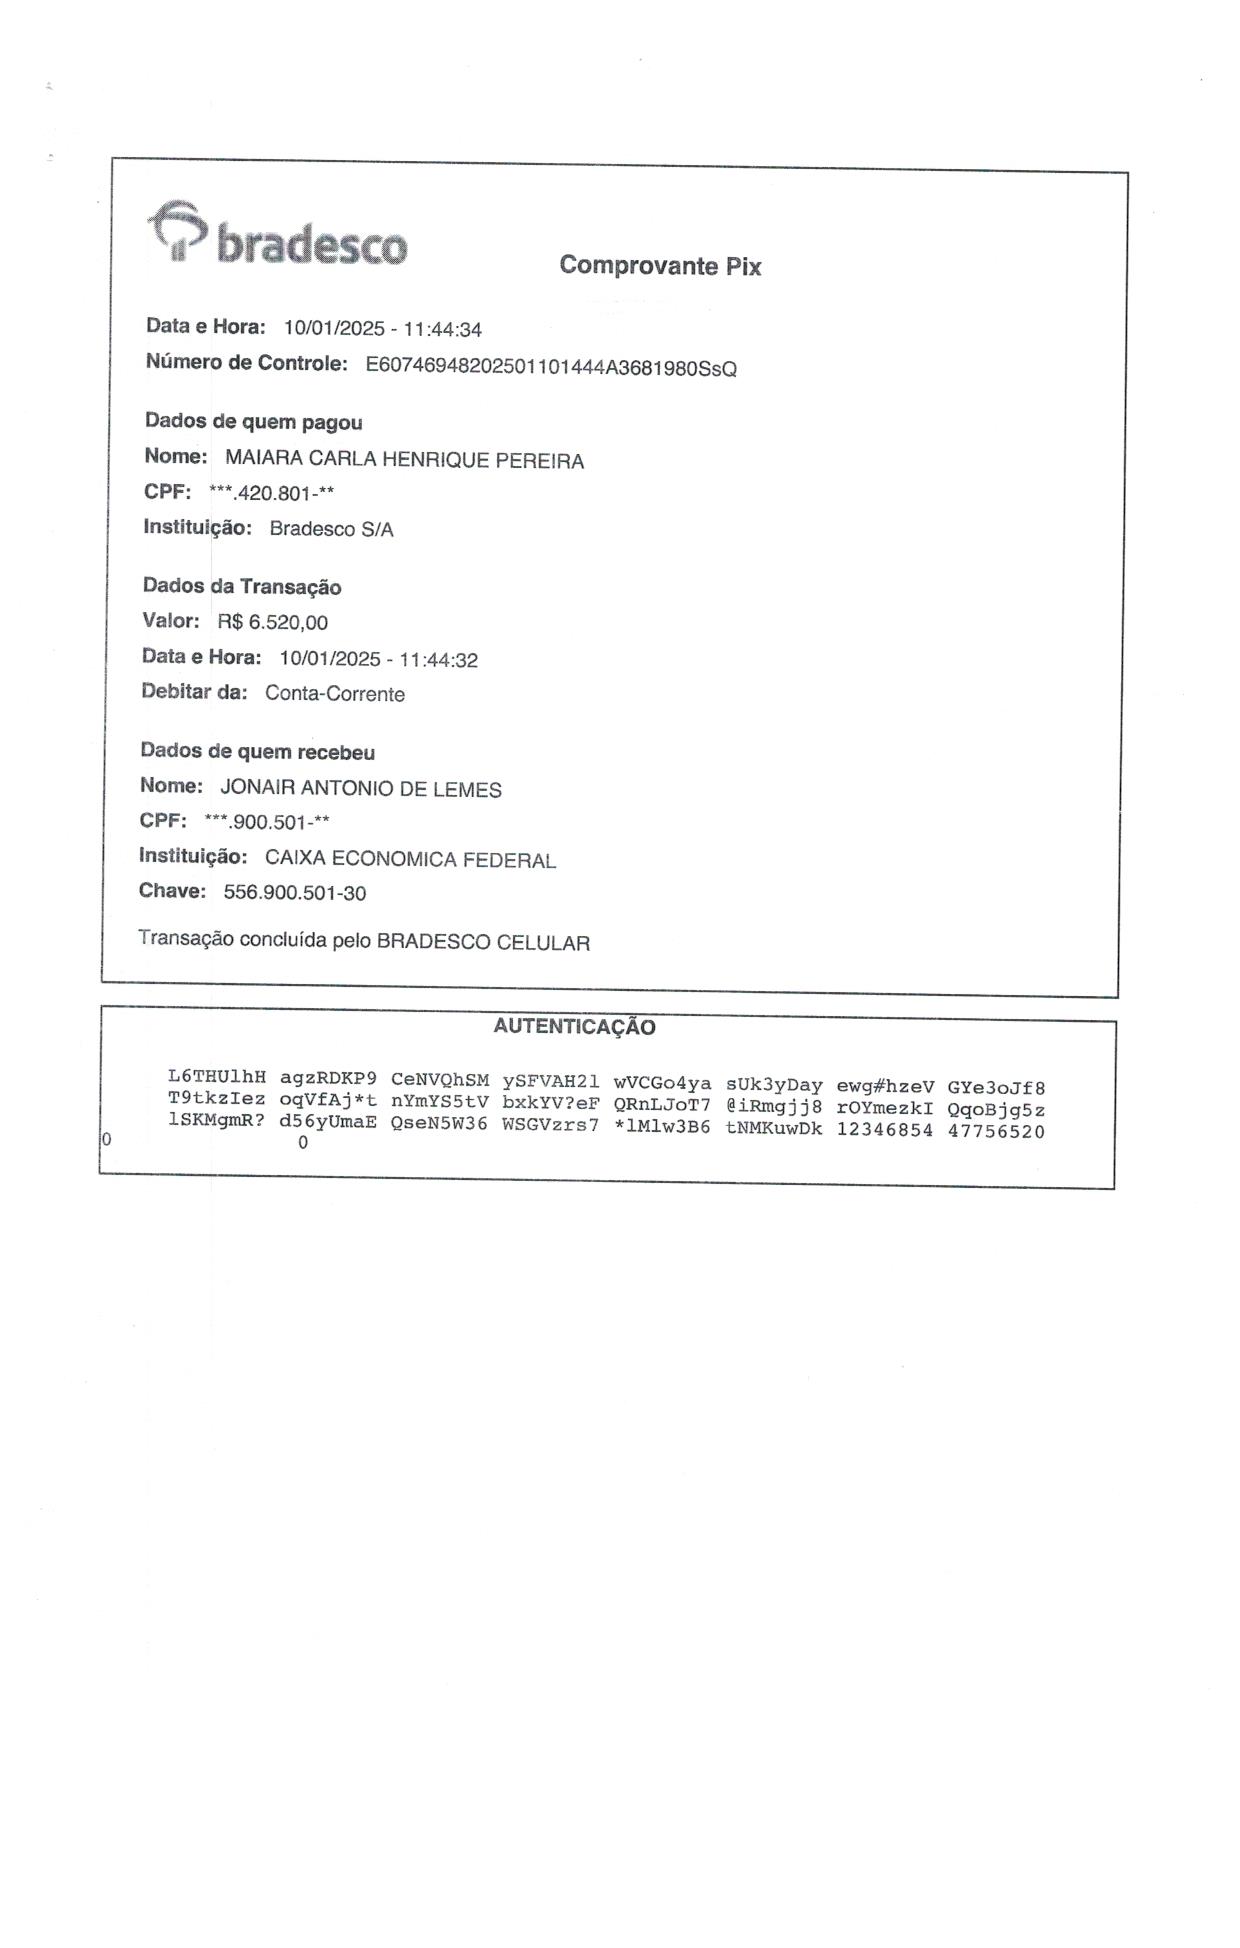 bradesco
Comprovante Pix
Data e Hora: 10/01/2025 - 11:44:34
Número de Controle: E60746948202501101444A3681980SsQ
Dados de quem pagou
Nome: MAIARA CARLA HENRIQUE PEREIRA
CPF: ***.420.801-**
Instituição: Bradesco S/A
Dados da Transação
Valor: R$ 6.520,00
Data e Hora: 10/01/2025 - 11:44:32
Debitar da: Conta-Corrente
Dados de quem recebeu
Nome: JONAIR ANTONIO DE LEMES
CPF: ***.900.501-**
Instituição: CAIXA ECONOMICA FEDERAL
Chave: 556.900.501-30
Transação concluída pelo BRADESCO CELULAR
AUTENTICAÇÃO
L6THUlhH agzRDKP9 CeNVQhSM ySFVAH2l wVCGo4ya sUk3yDay ewg#hzeV GYe3oJf8
T9tkzIez oqVfAj*t nYmYS5tV bxkYV?eF QRnLJoT7 @iRmgjj8 rOYmezkI QqoBjg5z
lSKMgmR? d56yUmaE QseN5W36 WSGVzrs7 *lMlw3B6 tNMKuwDk 12346854 47756520
0 0